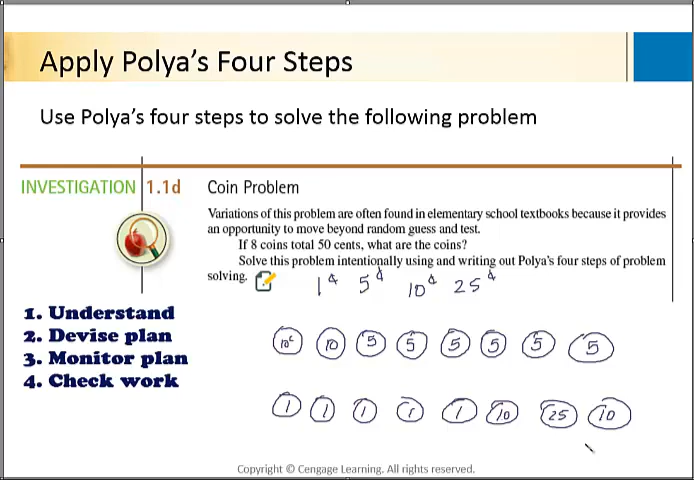 Apply Polya's Four Steps
Use Polya's four steps to solve the following problem
INVESTIGATION 1.1d Coin Problem
Variations of this problem are often found in elementary school textbooks because it provides
an opportunity to move beyond random guess and test.
If 8 coins total 50 cents, what are the coins?
Solve this problem intentionally using and writing out Polya's four steps of problem
solving.
1¢ 5¢ 10¢ 25¢
1. Understand
2. Devise plan
3. Monitor plan
4. Check work
10¢ 10 5 5 5 5 5 5
1 1 1 1 1 10 25 10
Copyright © Cengage Learning. All rights reserved.